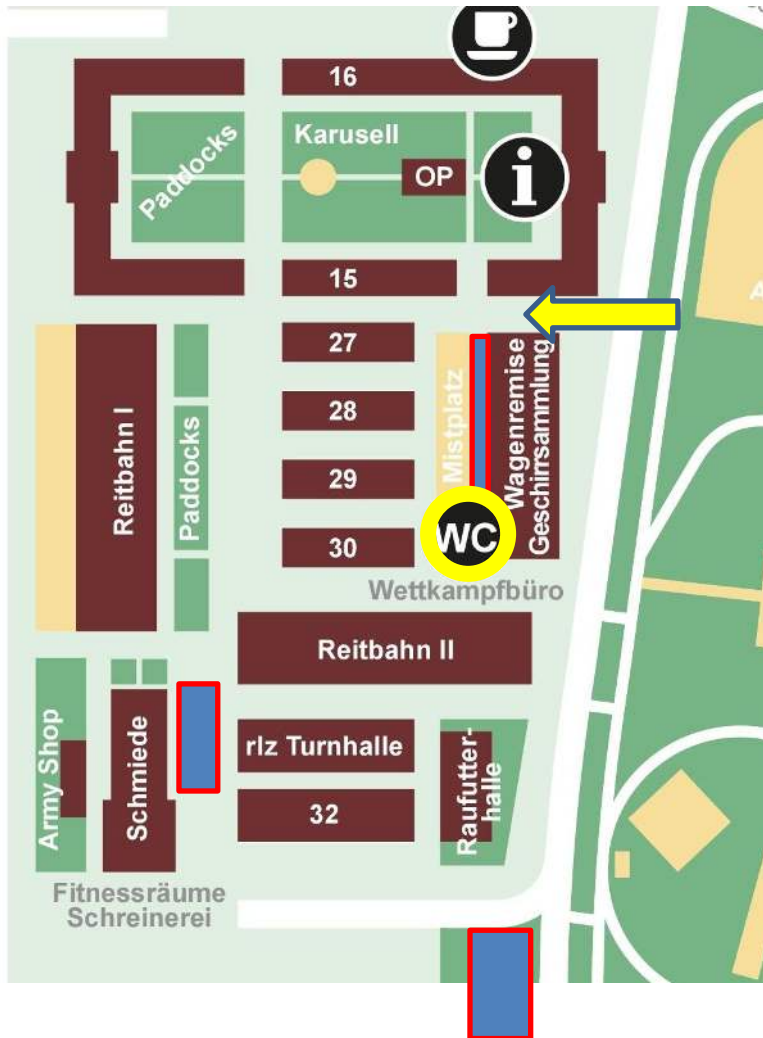 16
Karusell
Paddocks
OP
i
15
27
28
29
30
Reitbahn I
Paddocks
Mistplatz
Wagenremise
Geschirrsammlung
WC
Wettkampfbüro
Reitbahn II
Army Shop
Schmiede
rlz Turnhalle
32
Raufutter-
halle
Fitnessräume
Schreinerei